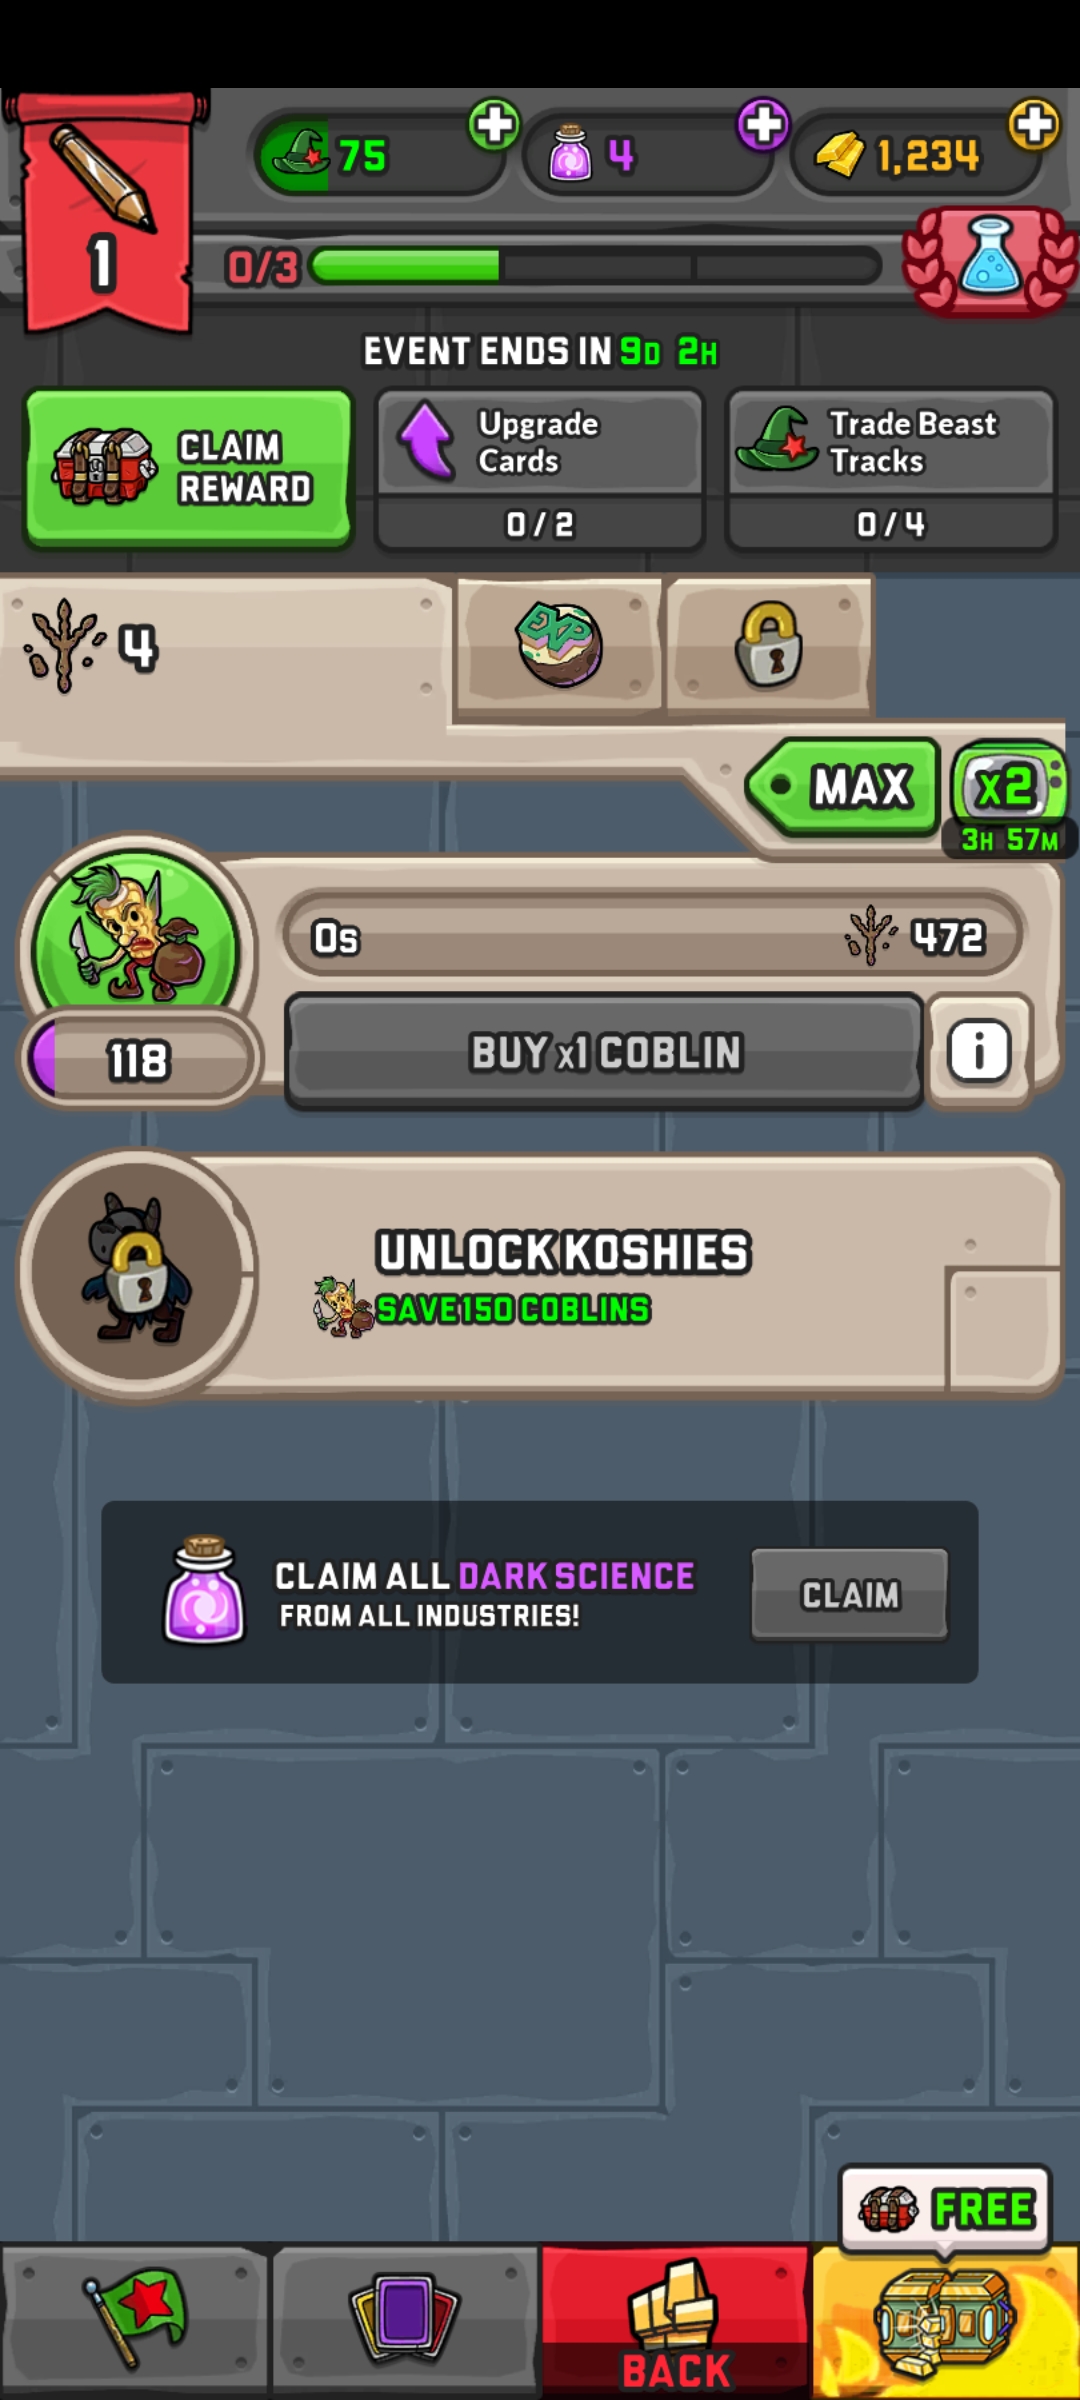 75
4
1,234
1
0/3
EVENT ENDS IN 9D 2H
CLAIM
REWARD
Upgrade
Cards
0/2
Trade Beast
Tracks
0/4
4
EXP
MAX
x2
3H 57M
0s
472
118
BUY x1 COBLIN
i
UNLOCK KOSHIES
SAVE 150 COBLINS
CLAIM ALL DARK SCIENCE
FROM ALL INDUSTRIES!
CLAIM
FREE
BACK